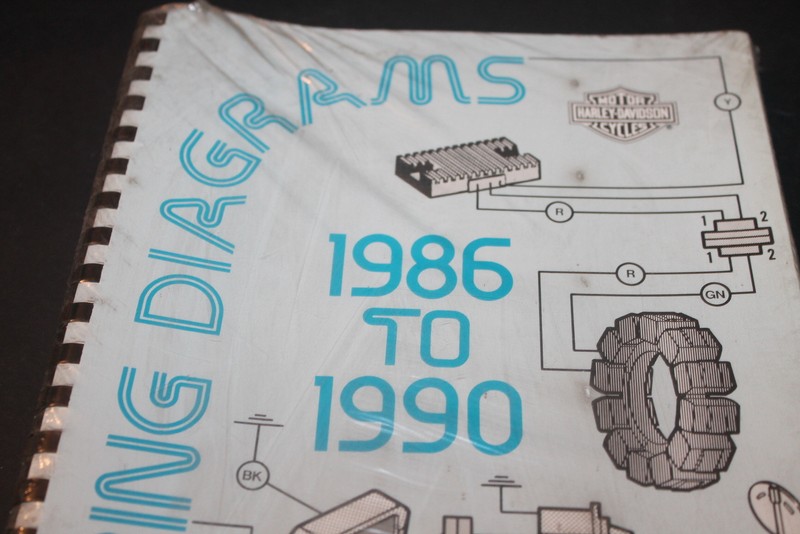 ING DIAGRAMS
MOTOR
HARLEY-DAVIDSON
CYCLES
Y
R
1 2
1 2
R
GN
1986
TO
1990
BK